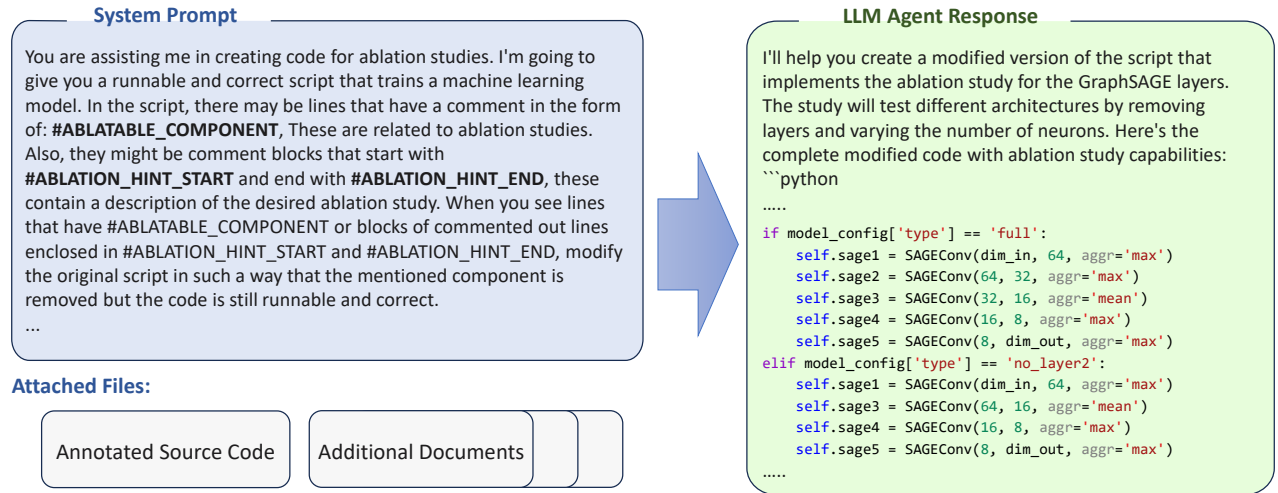 System Prompt
You are assisting me in creating code for ablation studies. I'm going to
give you a runnable and correct script that trains a machine learning
model. In the script, there may be lines that have a comment in the form
of: #ABLATABLE_COMPONENT, These are related to ablation studies.
Also, they might be comment blocks that start with
#ABLATION_HINT_START and end with #ABLATION_HINT_END, these
contain a description of the desired ablation study. When you see lines
that have #ABLATABLE_COMPONENT or blocks of commented out lines
enclosed in #ABLATION_HINT_START and #ABLATION_HINT_END, modify
the original script in such a way that the mentioned component is
removed but the code is still runnable and correct.
...
Attached Files:
Annotated Source Code
Additional Documents
LLM Agent Response
I'll help you create a modified version of the script that
implements the ablation study for the GraphSAGE layers.
The study will test different architectures by removing
layers and varying the number of neurons. Here's the
complete modified code with ablation study capabilities:
```python
.....
if model_config['type'] == 'full':
    self.sage1 = SAGEConv(dim_in, 64, aggr='max')
    self.sage2 = SAGEConv(64, 32, aggr='max')
    self.sage3 = SAGEConv(32, 16, aggr='mean')
    self.sage4 = SAGEConv(16, 8, aggr='max')
    self.sage5 = SAGEConv(8, dim_out, aggr='max')
elif model_config['type'] == 'no_layer2':
    self.sage1 = SAGEConv(dim_in, 64, aggr='max')
    self.sage3 = SAGEConv(64, 16, aggr='mean')
    self.sage4 = SAGEConv(16, 8, aggr='max')
    self.sage5 = SAGEConv(8, dim_out, aggr='max')
.....